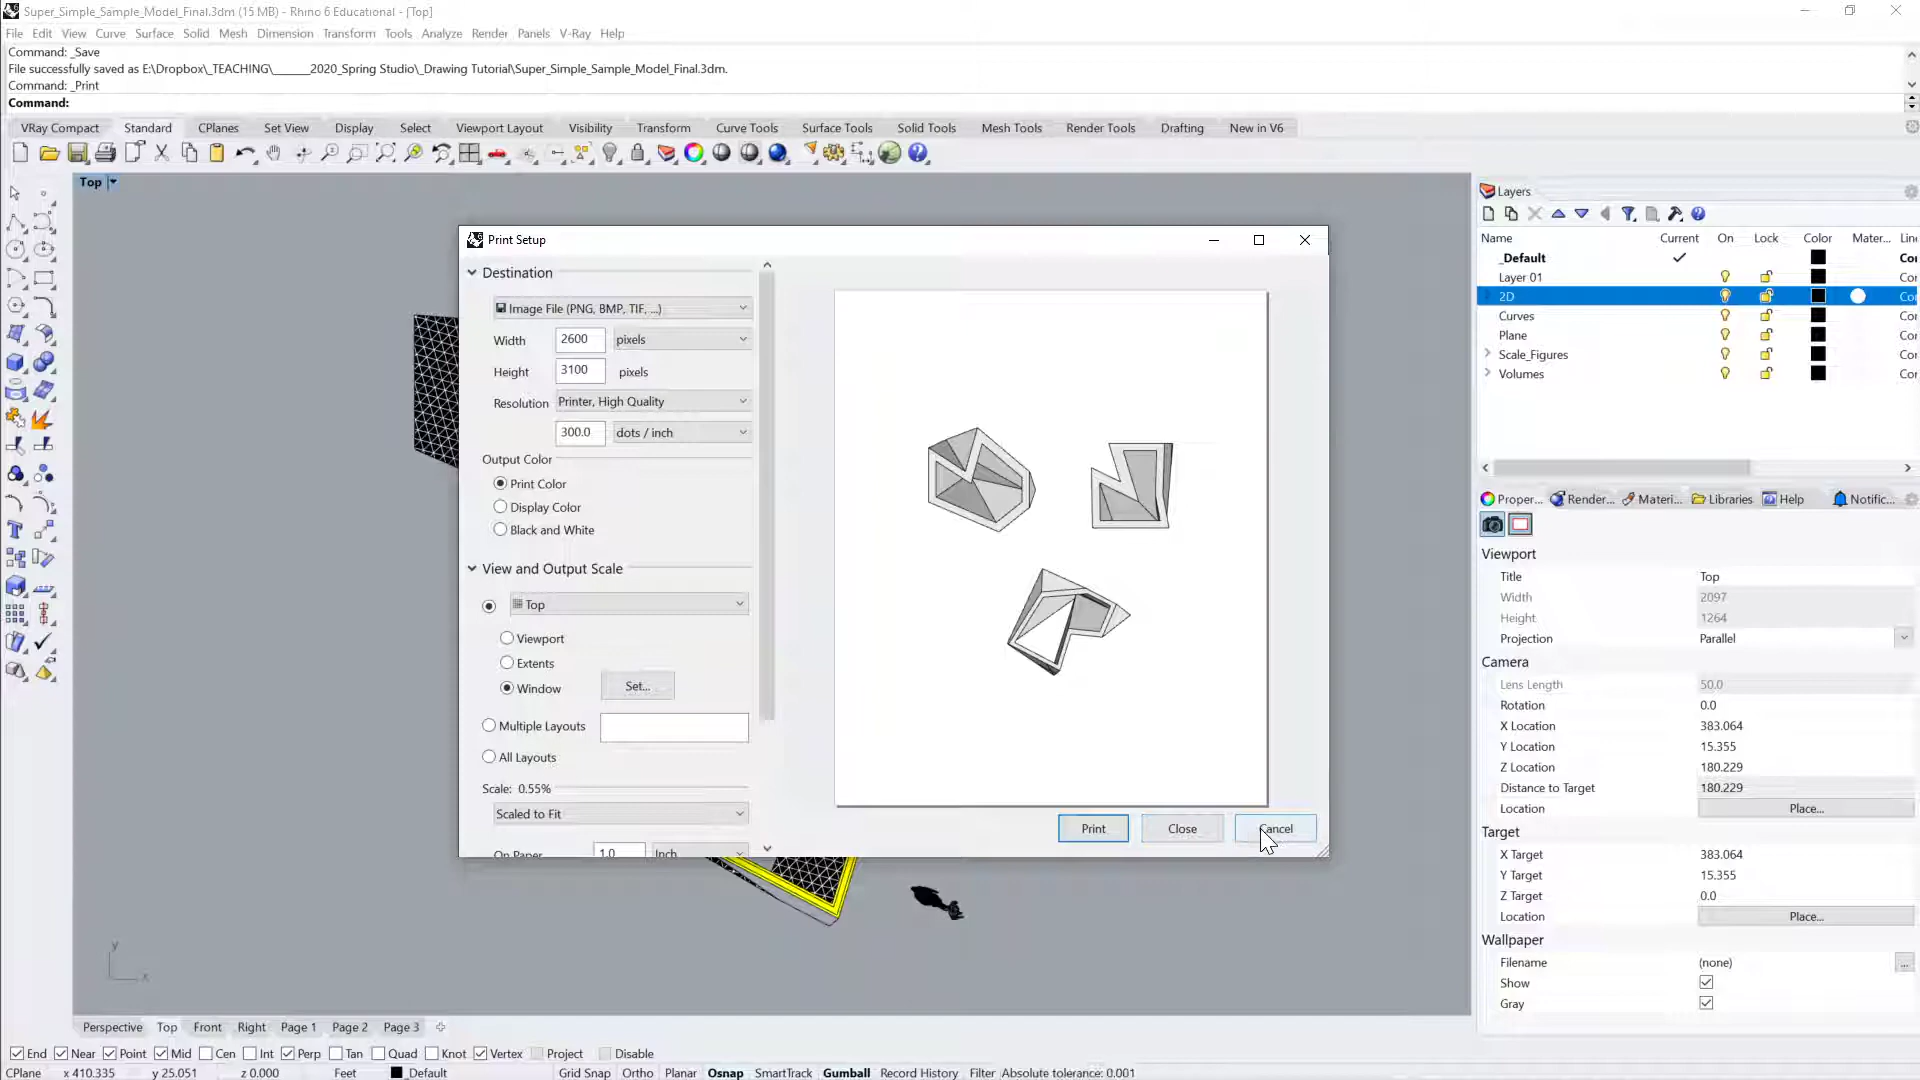 Super_Simple_Sample_Model_Final.3dm (15 MB) - Rhino 6 Educational - [Top]
File Edit View Curve Surface Solid Mesh Dimension Transform Tools Analyze Render Panels V-Ray Help
Command: _Save
File successfully saved as E:\Dropbox\_TEACHING\______2020_Spring Studio\_Drawing Tutorial\Super_Simple_Sample_Model_Final.3dm.
Command: _Print
Command:
VRay Compact Standard CPlanes Set View Display Select Viewport Layout Visibility Transform Curve Tools Surface Tools Solid Tools Mesh Tools Render Tools Drafting New in V6
Top
Print Setup
Destination
Image File (PNG, BMP, TIF, ...)
Width 2600 pixels
Height 3100 pixels
Resolution Printer, High Quality
300.0 dots / inch
Output Color
Print Color
Display Color
Black and White
View and Output Scale
Top
Viewport
Extents
Window Set...
Multiple Layouts
All Layouts
Scale: 0.55%
Scaled to Fit
On Paper 1.0 Inch
Print Close Cancel
Layers
Name Current On Lock Color Mater... Lin
_Default Cor
Layer 01 Cor
2D Cor
Curves Cor
Plane Cor
Scale_Figures Cor
Volumes Cor
Proper... Render... Materi... Libraries Help Notific...
Viewport
Title Top
Width 2097
Height 1264
Projection Parallel
Camera
Lens Length 50.0
Rotation 0.0
X Location 383.064
Y Location 15.355
Z Location 180.229
Distance to Target 180.229
Location Place...
Target
X Target 383.064
Y Target 15.355
Z Target 0.0
Location Place...
Wallpaper
Filename (none) ...
Show
Gray
y
x
Perspective Top Front Right Page 1 Page 2 Page 3
End Near Point Mid Cen Int Perp Tan Quad Knot Vertex Project Disable
CPlane x 410.335 y 25.051 z 0.000 Feet _Default Grid Snap Ortho Planar Osnap SmartTrack Gumball Record History Filter Absolute tolerance: 0.001